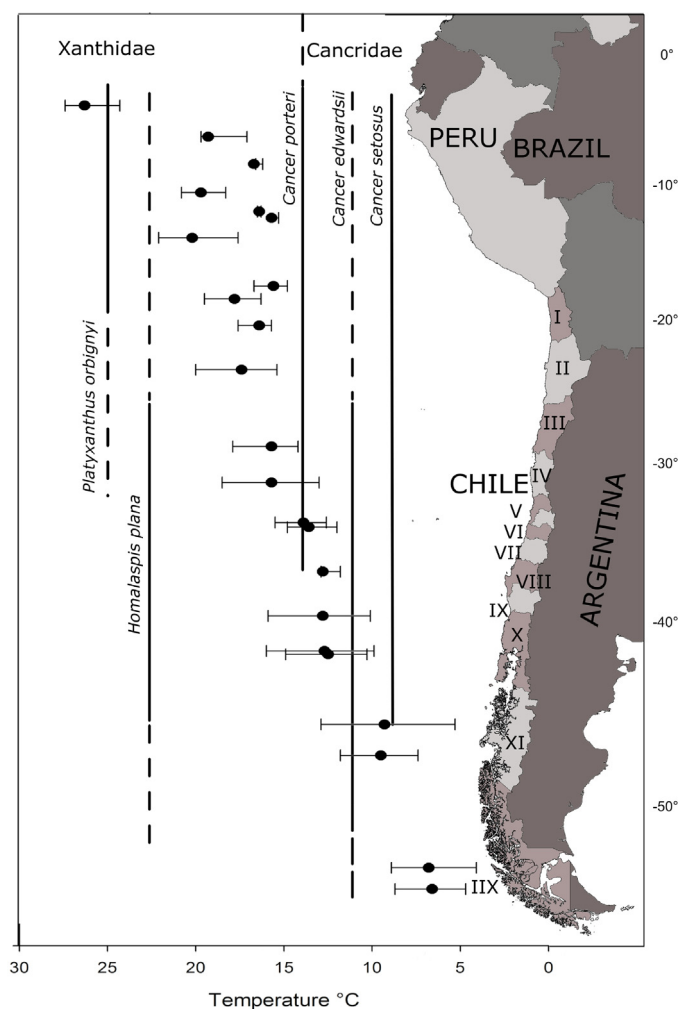 Xanthidae
Cancridae
0°
Cancer porteri
Cancer edwardsii
Cancer setosus
PERU
BRAZIL
-10°
Platyxanthus orbignyi
I
-20°
II
III
Homalaspis plana
CHILE
IV
-30°
V
VI
VII
ARGENTINA
VIII
IX
X
-40°
XI
-50°
IIX
30 25 20 15 10 5 0
Temperature °C